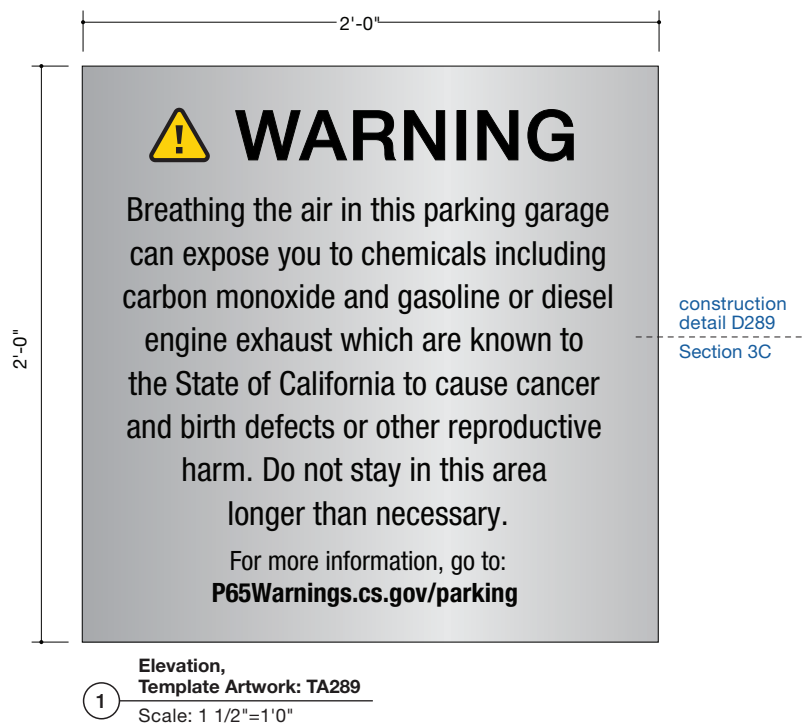 2'-0"
WARNING
Breathing the air in this parking garage
can expose you to chemicals including
carbon monoxide and gasoline or diesel
engine exhaust which are known to
the State of California to cause cancer
and birth defects or other reproductive
harm. Do not stay in this area
longer than necessary.
For more information, go to:
P65Warnings.cs.gov/parking
2'-0"
construction
detail D289
Section 3C
1
Elevation,
Template Artwork: TA289
Scale: 1 1/2"=1'0"